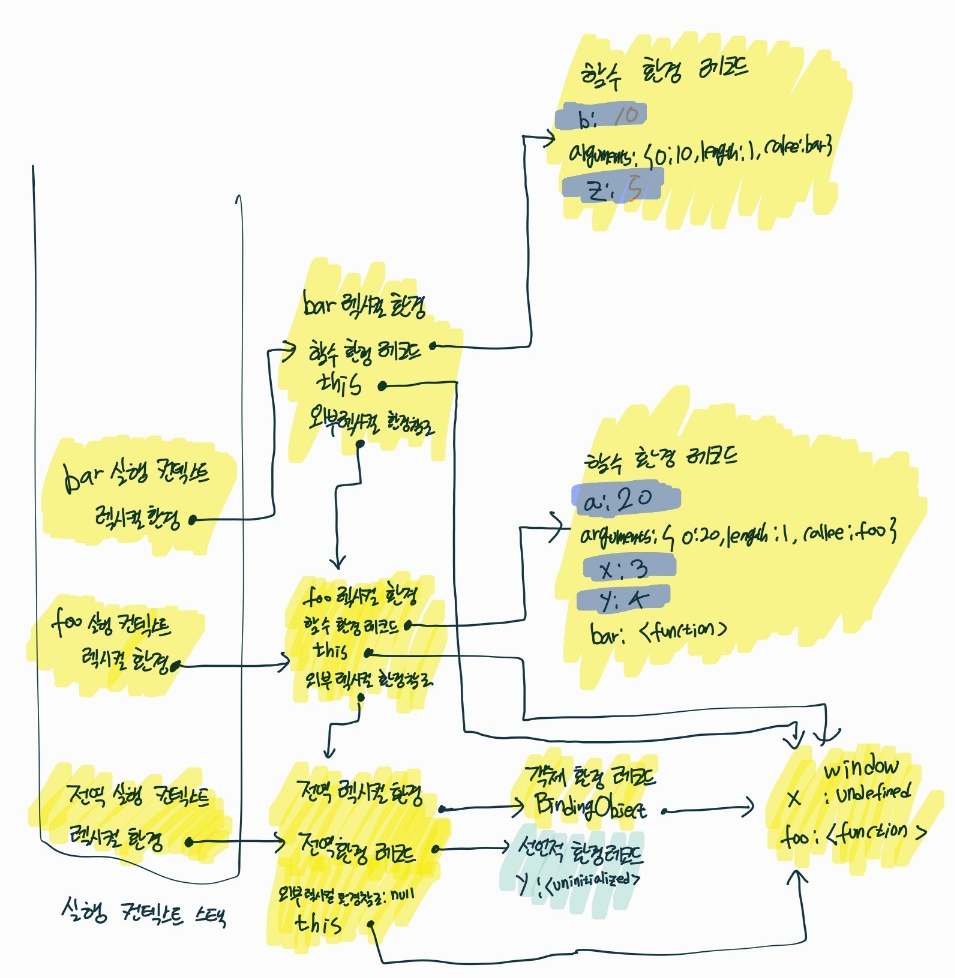 함수 환경 레코드
b: 10
arguments: {0:10, length:1, calee:bar}
z: 5
bar 렉시컬 환경
함수 환경 레코드
this
외부렉시컬 환경참조
bar 실행 컨텍스트
렉시컬 환경
함수 환경 레코드
a: 20
arguments: { 0:20, length:1, callee:foo}
x: 3
y: 4
bar: <function>
foo 렉시컬 환경
함수 환경 레코드
this
외부 렉시컬 환경참조
foo 실행 컨텍스트
렉시컬 환경
전역 실행 컨텍스트
렉시컬 환경
전역 렉시컬 환경
전역환경 레코드
외부 렉시컬 환경참조: null
this
객체 환경 레코드
BindingObject
선언적 환경레코드
y: <uninitialized>
window
x : undefined
foo: <function>
실행 컨텍스트 스택